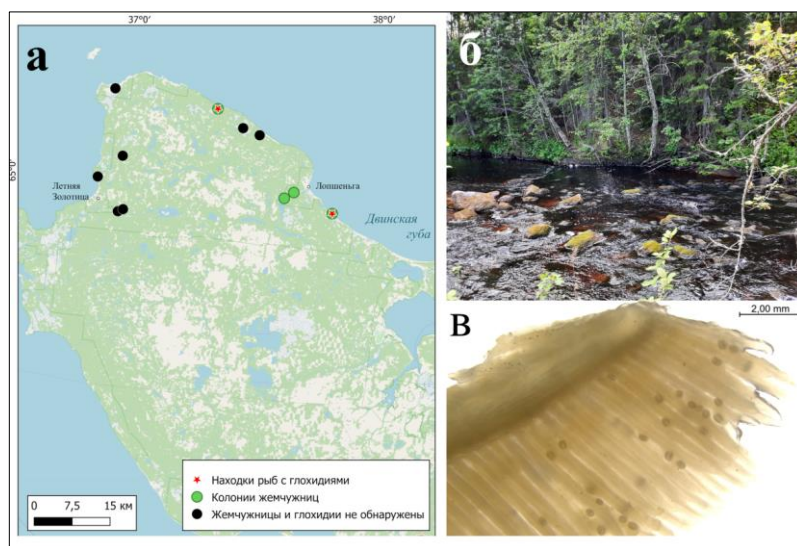 37°0'
38°0'
а
65°0'
Летняя
Золотица
Лопшеньга
Двинская
губа
Находки рыб с глохидиями
Колонии жемчужниц
Жемчужницы и глохидии не обнаружены
0 7,5 15 км
б
в
2,00 mm